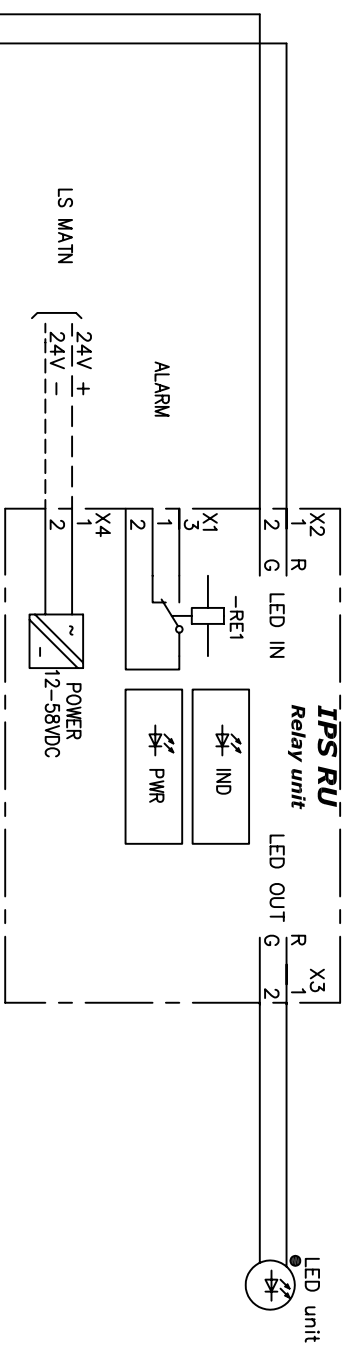 IPS RU
Relay unit
X2
1 R
2 G
LED IN
LED OUT
R 1
G 2
X3
LED unit
ALARM
X1
3
1
2
-RE1
IND
PWR
LS MATN
24V +
24V -
X4
1
2
~
-
POWER
12-58VDC